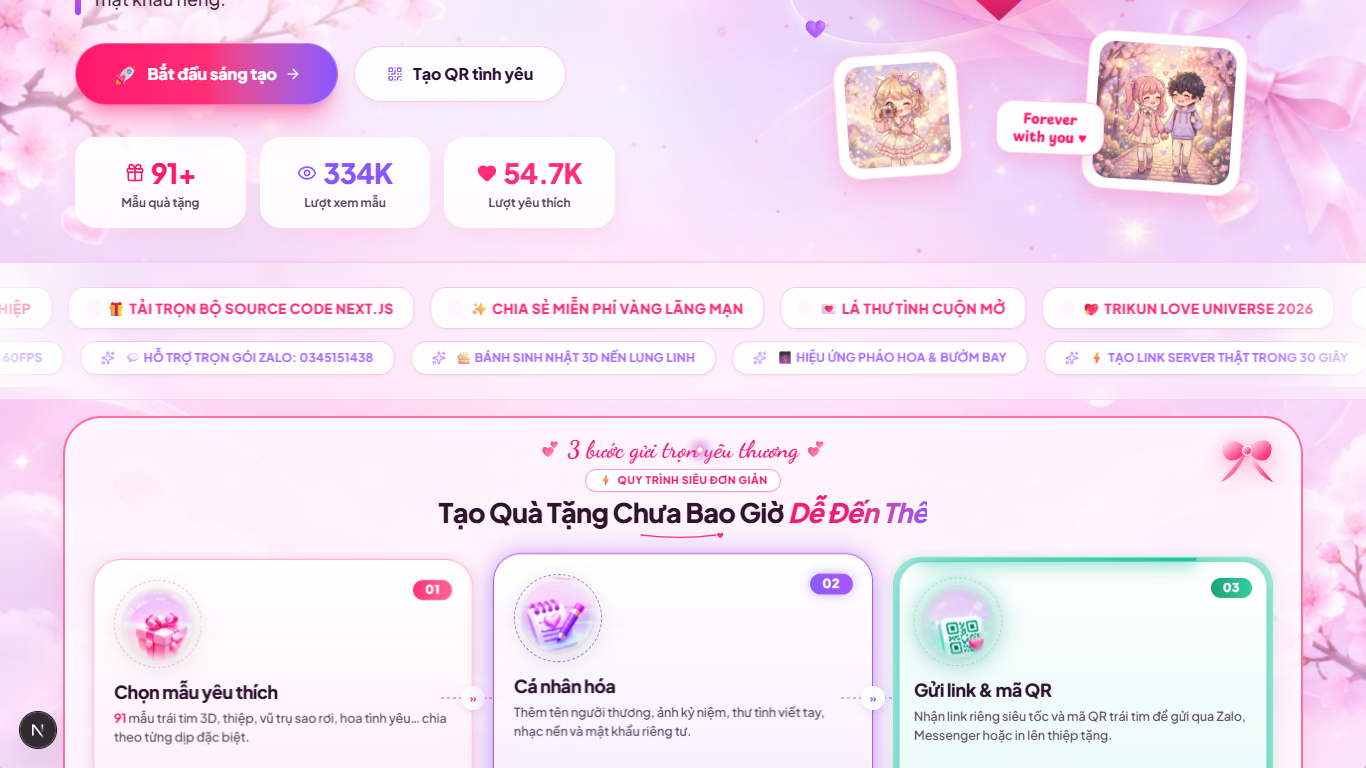 mật khẩu riêng.
🚀 Bắt đầu sáng tạo →
Tạo QR tình yêu
91+
Mẫu quà tặng
334K
Lượt xem mẫu
54.7K
Lượt yêu thích
Forever
with you ♥
HIỆP
🎁 TẢI TRỌN BỘ SOURCE CODE NEXT.JS
✨ CHIA SẺ MIỄN PHÍ VÀNG LÃNG MẠN
💌 LÁ THƯ TÌNH CUỘN MỞ
💖 TRIKUN LOVE UNIVERSE 2026
60FPS
💬 HỖ TRỢ TRỌN GÓI ZALO: 0345151438
🎂 BÁNH SINH NHẬT 3D NẾN LUNG LINH
🎆 HIỆU ỨNG PHÁO HOA & BƯỚM BAY
⚡ TẠO LINK SERVER THẬT TRONG 30 GIÂY
💕 3 bước gửi trọn yêu thương 💕
⚡ QUY TRÌNH SIÊU ĐƠN GIẢN
Tạo Quà Tặng Chưa Bao Giờ Dễ Đến Thế
01
Chọn mẫu yêu thích
91 mẫu trái tim 3D, thiệp, vũ trụ sao rơi, hoa tình yêu… chia
theo từng dịp đặc biệt.
»
02
Cá nhân hóa
Thêm tên người thương, ảnh kỷ niệm, thư tình viết tay,
nhạc nền và mật khẩu riêng tư.
»
03
Gửi link & mã QR
Nhận link riêng siêu tốc và mã QR trái tim để gửi qua Zalo,
Messenger hoặc in lên thiệp tặng.
N